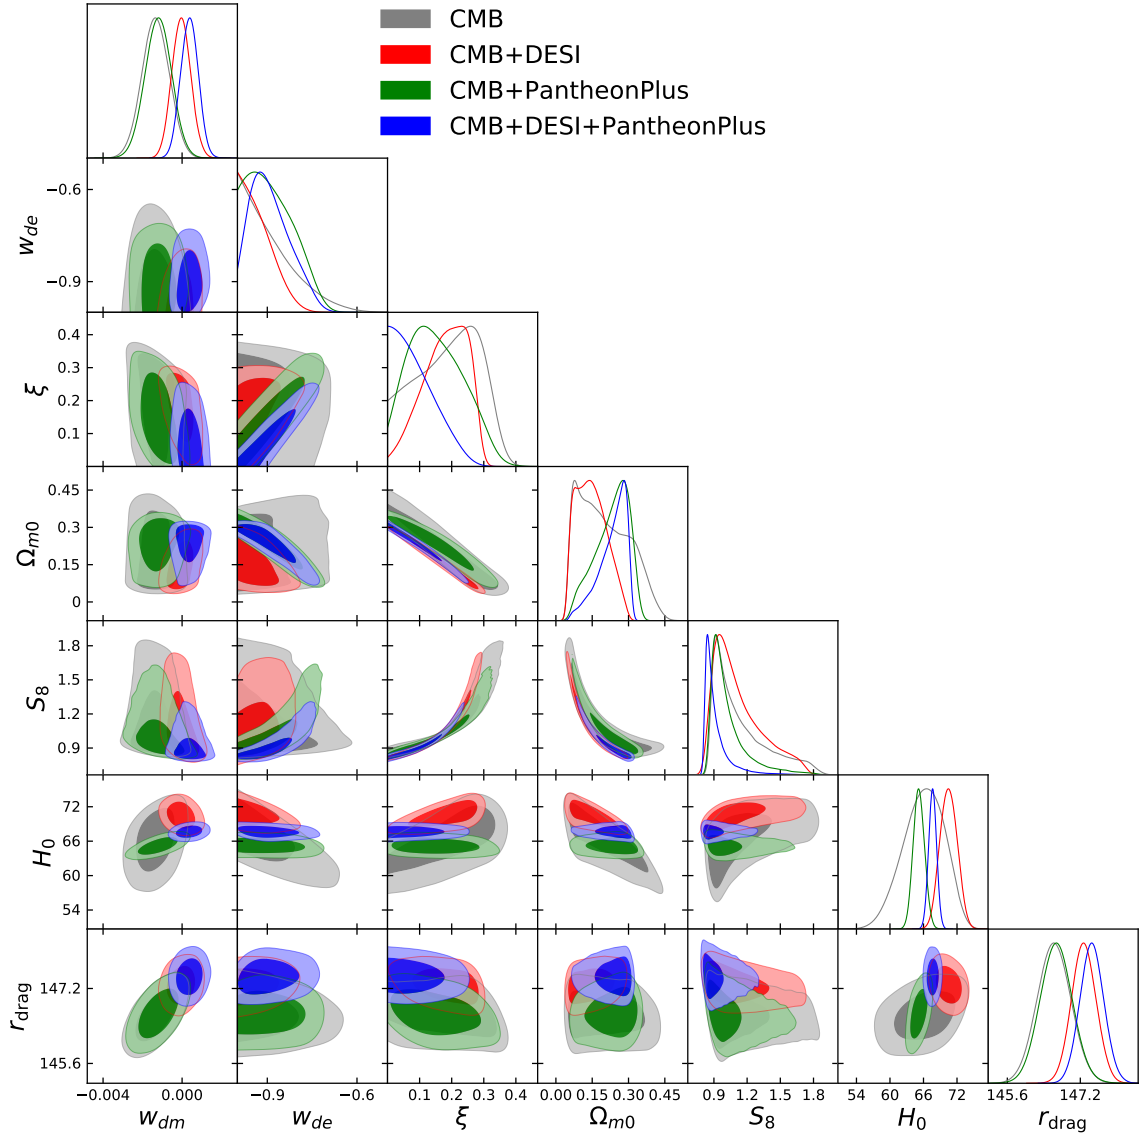 CMB
CMB+DESI
CMB+PantheonPlus
CMB+DESI+PantheonPlus
−0.6
−0.9
w_de
0.4
0.3
0.2
0.1
ξ
0.45
0.3
0.15
0
Ω_m0
1.8
1.5
1.2
0.9
S_8
72
66
60
54
H_0
147.2
145.6
r_drag
−0.004 0.000
−0.9 −0.6
0.1 0.2 0.3 0.4
0.00 0.15 0.30 0.45
0.9 1.2 1.5 1.8
54 60 66 72
145.6 147.2
w_dm w_de ξ Ω_m0 S_8 H_0 r_drag